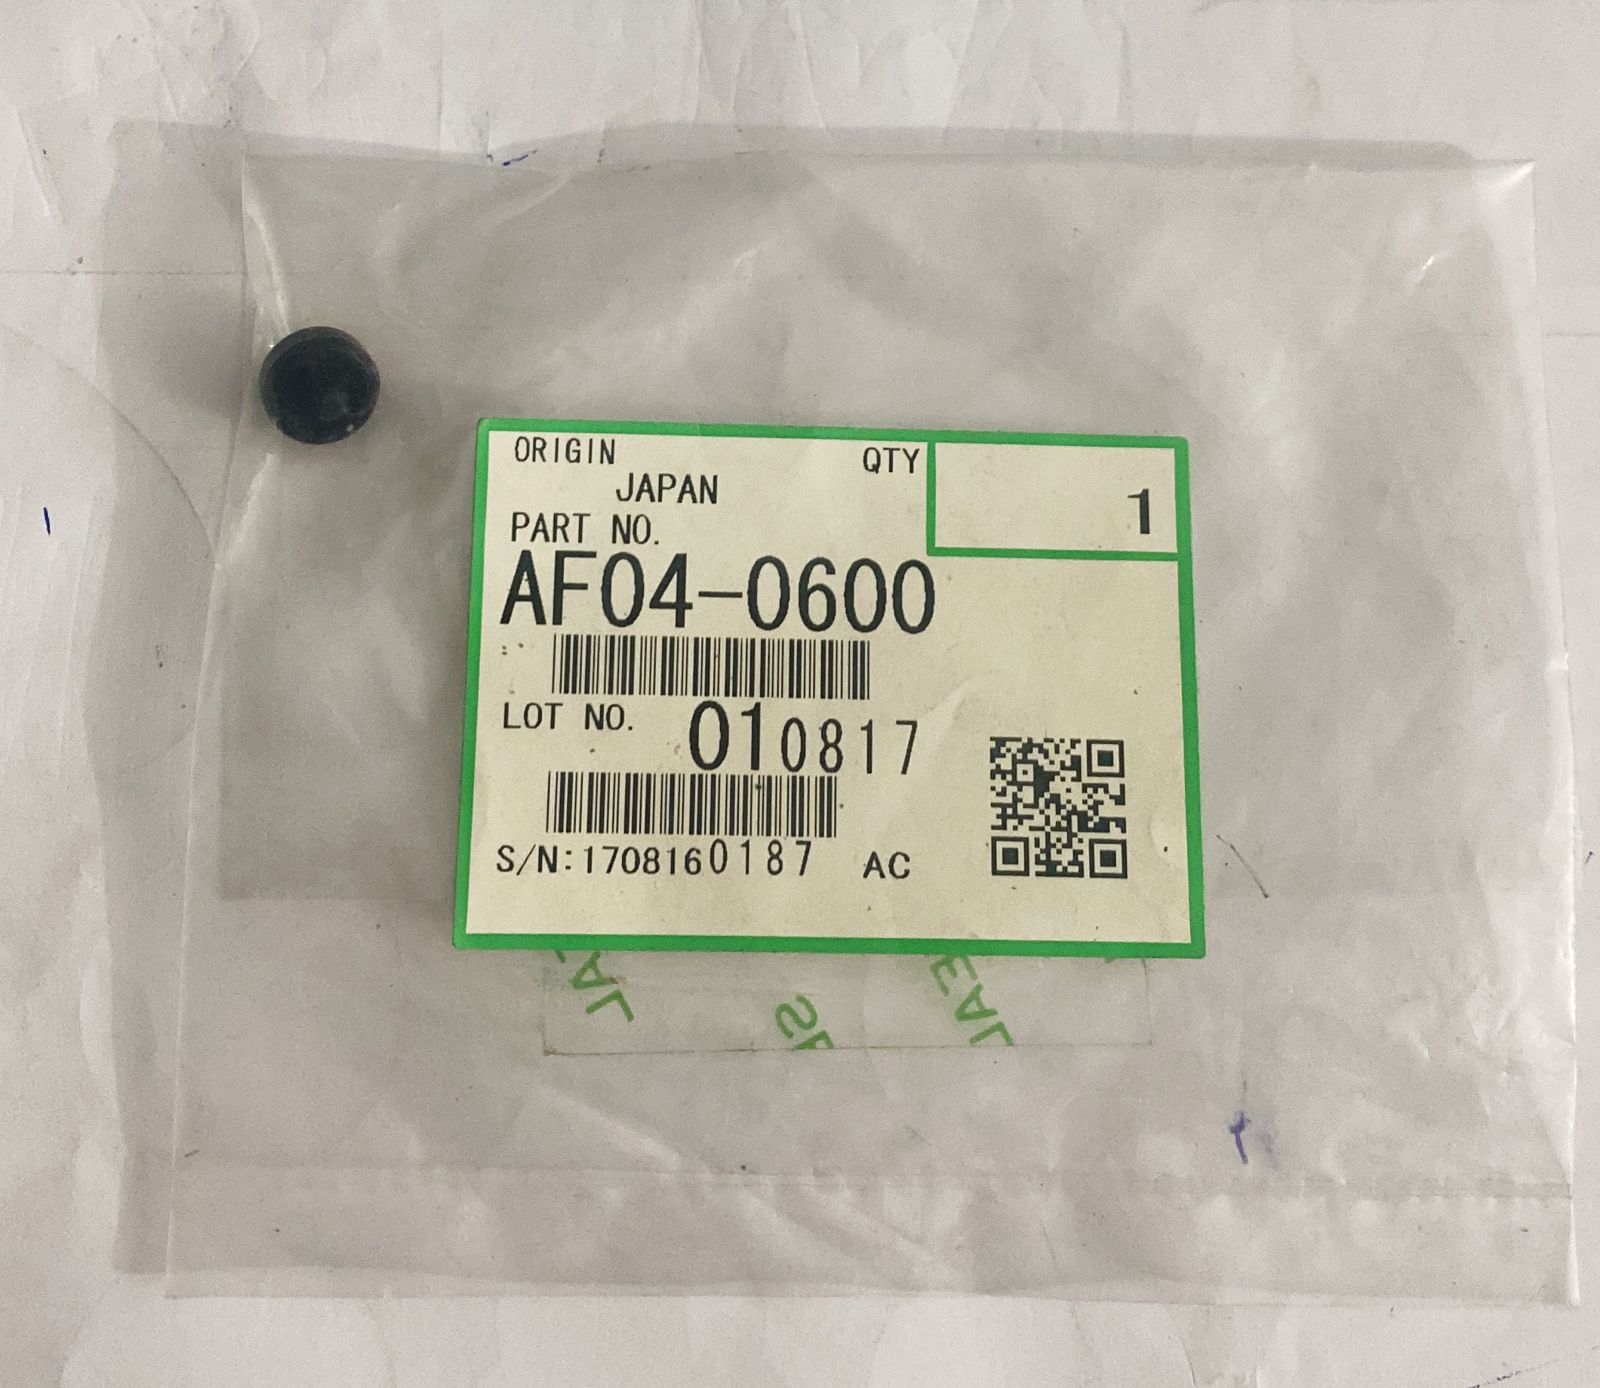 ORIGIN QTY
JAPAN 1
PART NO.
AF04-0600
LOT NO. 010817
S/N:1708160187 AC